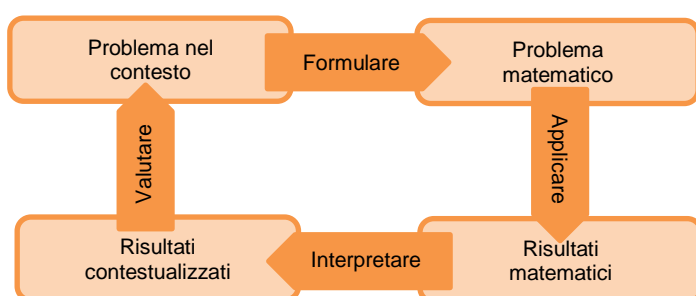 Problema nel
contesto
Formulare
Problema
matematico
Valutare
Applicare
Risultati
contestualizzati
Interpretare
Risultati
matematici